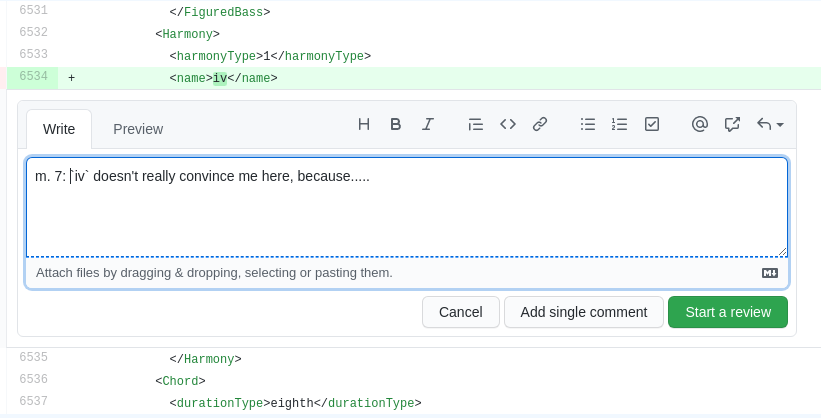 6531 </FiguredBass>
6532 <Harmony>
6533 <harmonyType>1</harmonyType>
6534 + <name>iv</name>
Write Preview
m. 7: `iv` doesn't really convince me here, because.....
Attach files by dragging & dropping, selecting or pasting them.
Cancel Add single comment Start a review
6535 </Harmony>
6536 <Chord>
6537 <durationType>eighth</durationType>